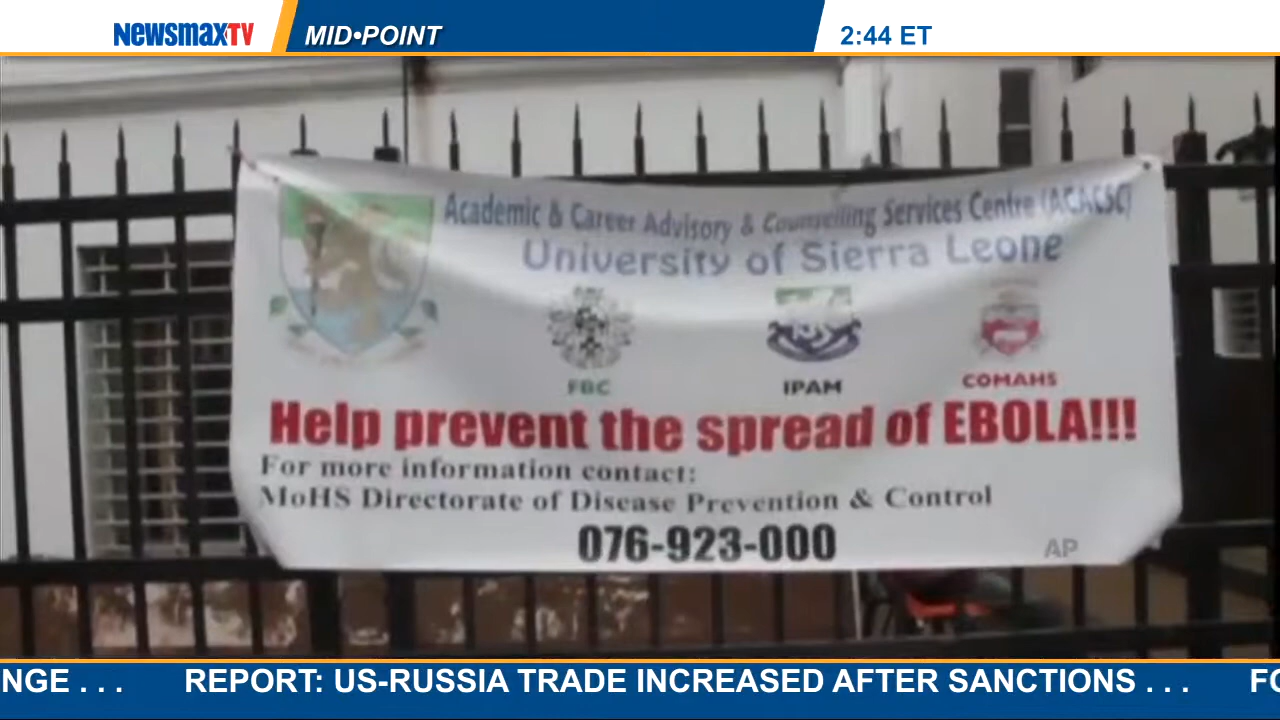 NEWSMAXTV
MID•POINT
2:44 ET
Academic & Career Advisory & Counselling Services Centre (ACACSC)
University of Sierra Leone
FBC
IPAM
COMAHS
Help prevent the spread of EBOLA!!!
For more information contact:
MoHS Directorate of Disease Prevention & Control
076-923-000
AP
NGE . . . REPORT: US-RUSSIA TRADE INCREASED AFTER SANCTIONS . . . FO